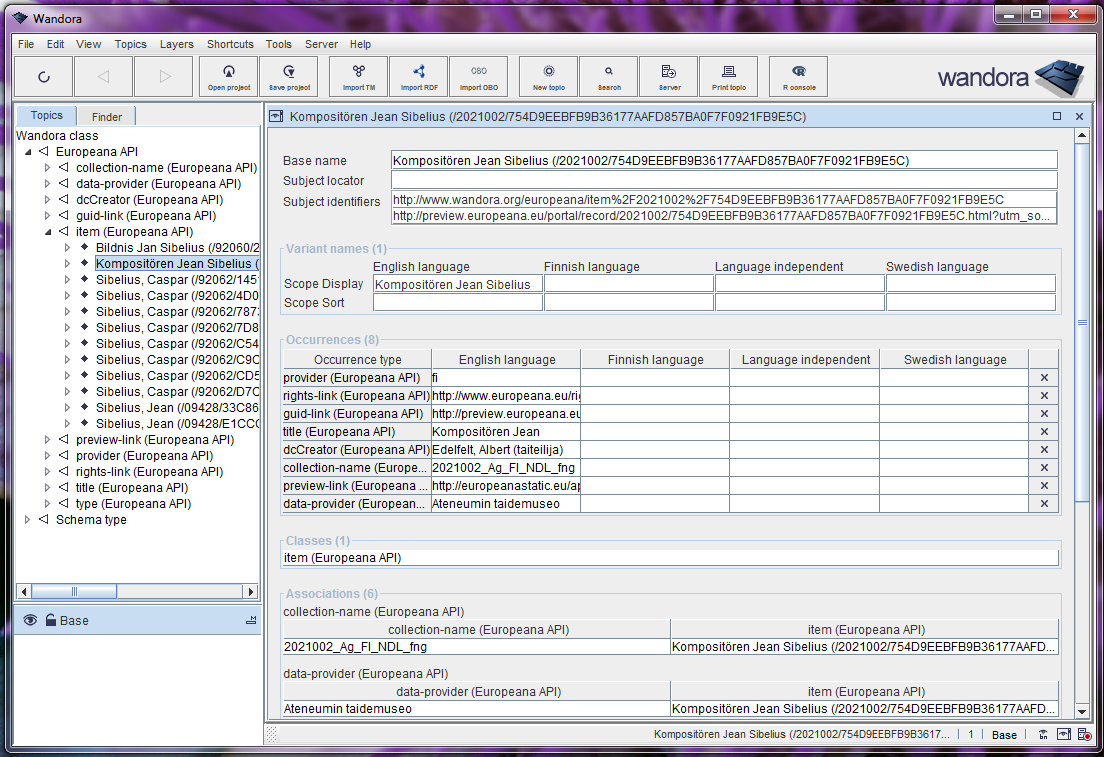 Wandora
File Edit View Topics Layers Shortcuts Tools Server Help
Open project Save project Import TM Import RDF OBO Import OBO New topic Search Server Print topic R R console wandora
Topics Finder
Wandora class
Europeana API
collection-name (Europeana API)
data-provider (Europeana API)
dcCreator (Europeana API)
guid-link (Europeana API)
item (Europeana API)
Bildnis Jan Sibelius (/92060/2
Kompositören Jean Sibelius (
Sibelius, Caspar (/92062/145
Sibelius, Caspar (/92062/4D0
Sibelius, Caspar (/92062/787
Sibelius, Caspar (/92062/7D8
Sibelius, Caspar (/92062/C54
Sibelius, Caspar (/92062/C9C
Sibelius, Caspar (/92062/CD5
Sibelius, Caspar (/92062/D7C
Sibelius, Jean (/09428/33C86
Sibelius, Jean (/09428/E1CCC
preview-link (Europeana API)
provider (Europeana API)
rights-link (Europeana API)
title (Europeana API)
type (Europeana API)
Schema type
Base
Kompositören Jean Sibelius (/2021002/754D9EEBFB9B36177AAFD857BA0F7F0921FB9E5C)
Base name Kompositören Jean Sibelius (/2021002/754D9EEBFB9B36177AAFD857BA0F7F0921FB9E5C)
Subject locator
Subject identifiers http://www.wandora.org/europeana/item%2F2021002%2F754D9EEBFB9B36177AAFD857BA0F7F0921FB9E5C
http://preview.europeana.eu/portal/record/2021002/754D9EEBFB9B36177AAFD857BA0F7F0921FB9E5C.html?utm_so...
Variant names (1)
English language Finnish language Language independent Swedish language
Scope Display Kompositören Jean Sibelius
Scope Sort
Occurrences (8)
Occurrence type English language Finnish language Language independent Swedish language
provider (Europeana API) fi X
rights-link (Europeana API) http://www.europeana.eu/rig X
guid-link (Europeana API) http://preview.europeana.eu X
title (Europeana API) Kompositören Jean X
dcCreator (Europeana API) Edelfelt, Albert (taiteilija) X
collection-name (Europe... 2021002_Ag_FI_NDL_fng X
preview-link (Europeana ... http://europeanastatic.eu/ap X
data-provider (European... Ateneumin taidemuseo X
Classes (1)
item (Europeana API)
Associations (6)
collection-name (Europeana API)
collection-name (Europeana API) item (Europeana API)
2021002_Ag_FI_NDL_fng Kompositören Jean Sibelius (/2021002/754D9EEBFB9B36177AAFD...
data-provider (Europeana API)
data-provider (Europeana API) item (Europeana API)
Ateneumin taidemuseo Kompositören Jean Sibelius (/2021002/754D9EEBFB9B36177AAFD...
Kompositören Jean Sibelius (/2021002/754D9EEBFB9B3617... 1 Base